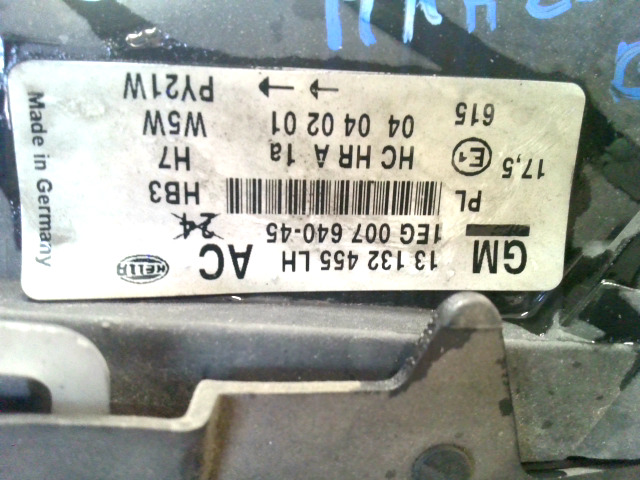 GM 13 132 455 LH AC HELLA
1EG 007 640-45 24
PL HB3
17,5 E1 HC HR A 1a H7
04 04 02 01 W5W
615 PY21W
Made in Germany